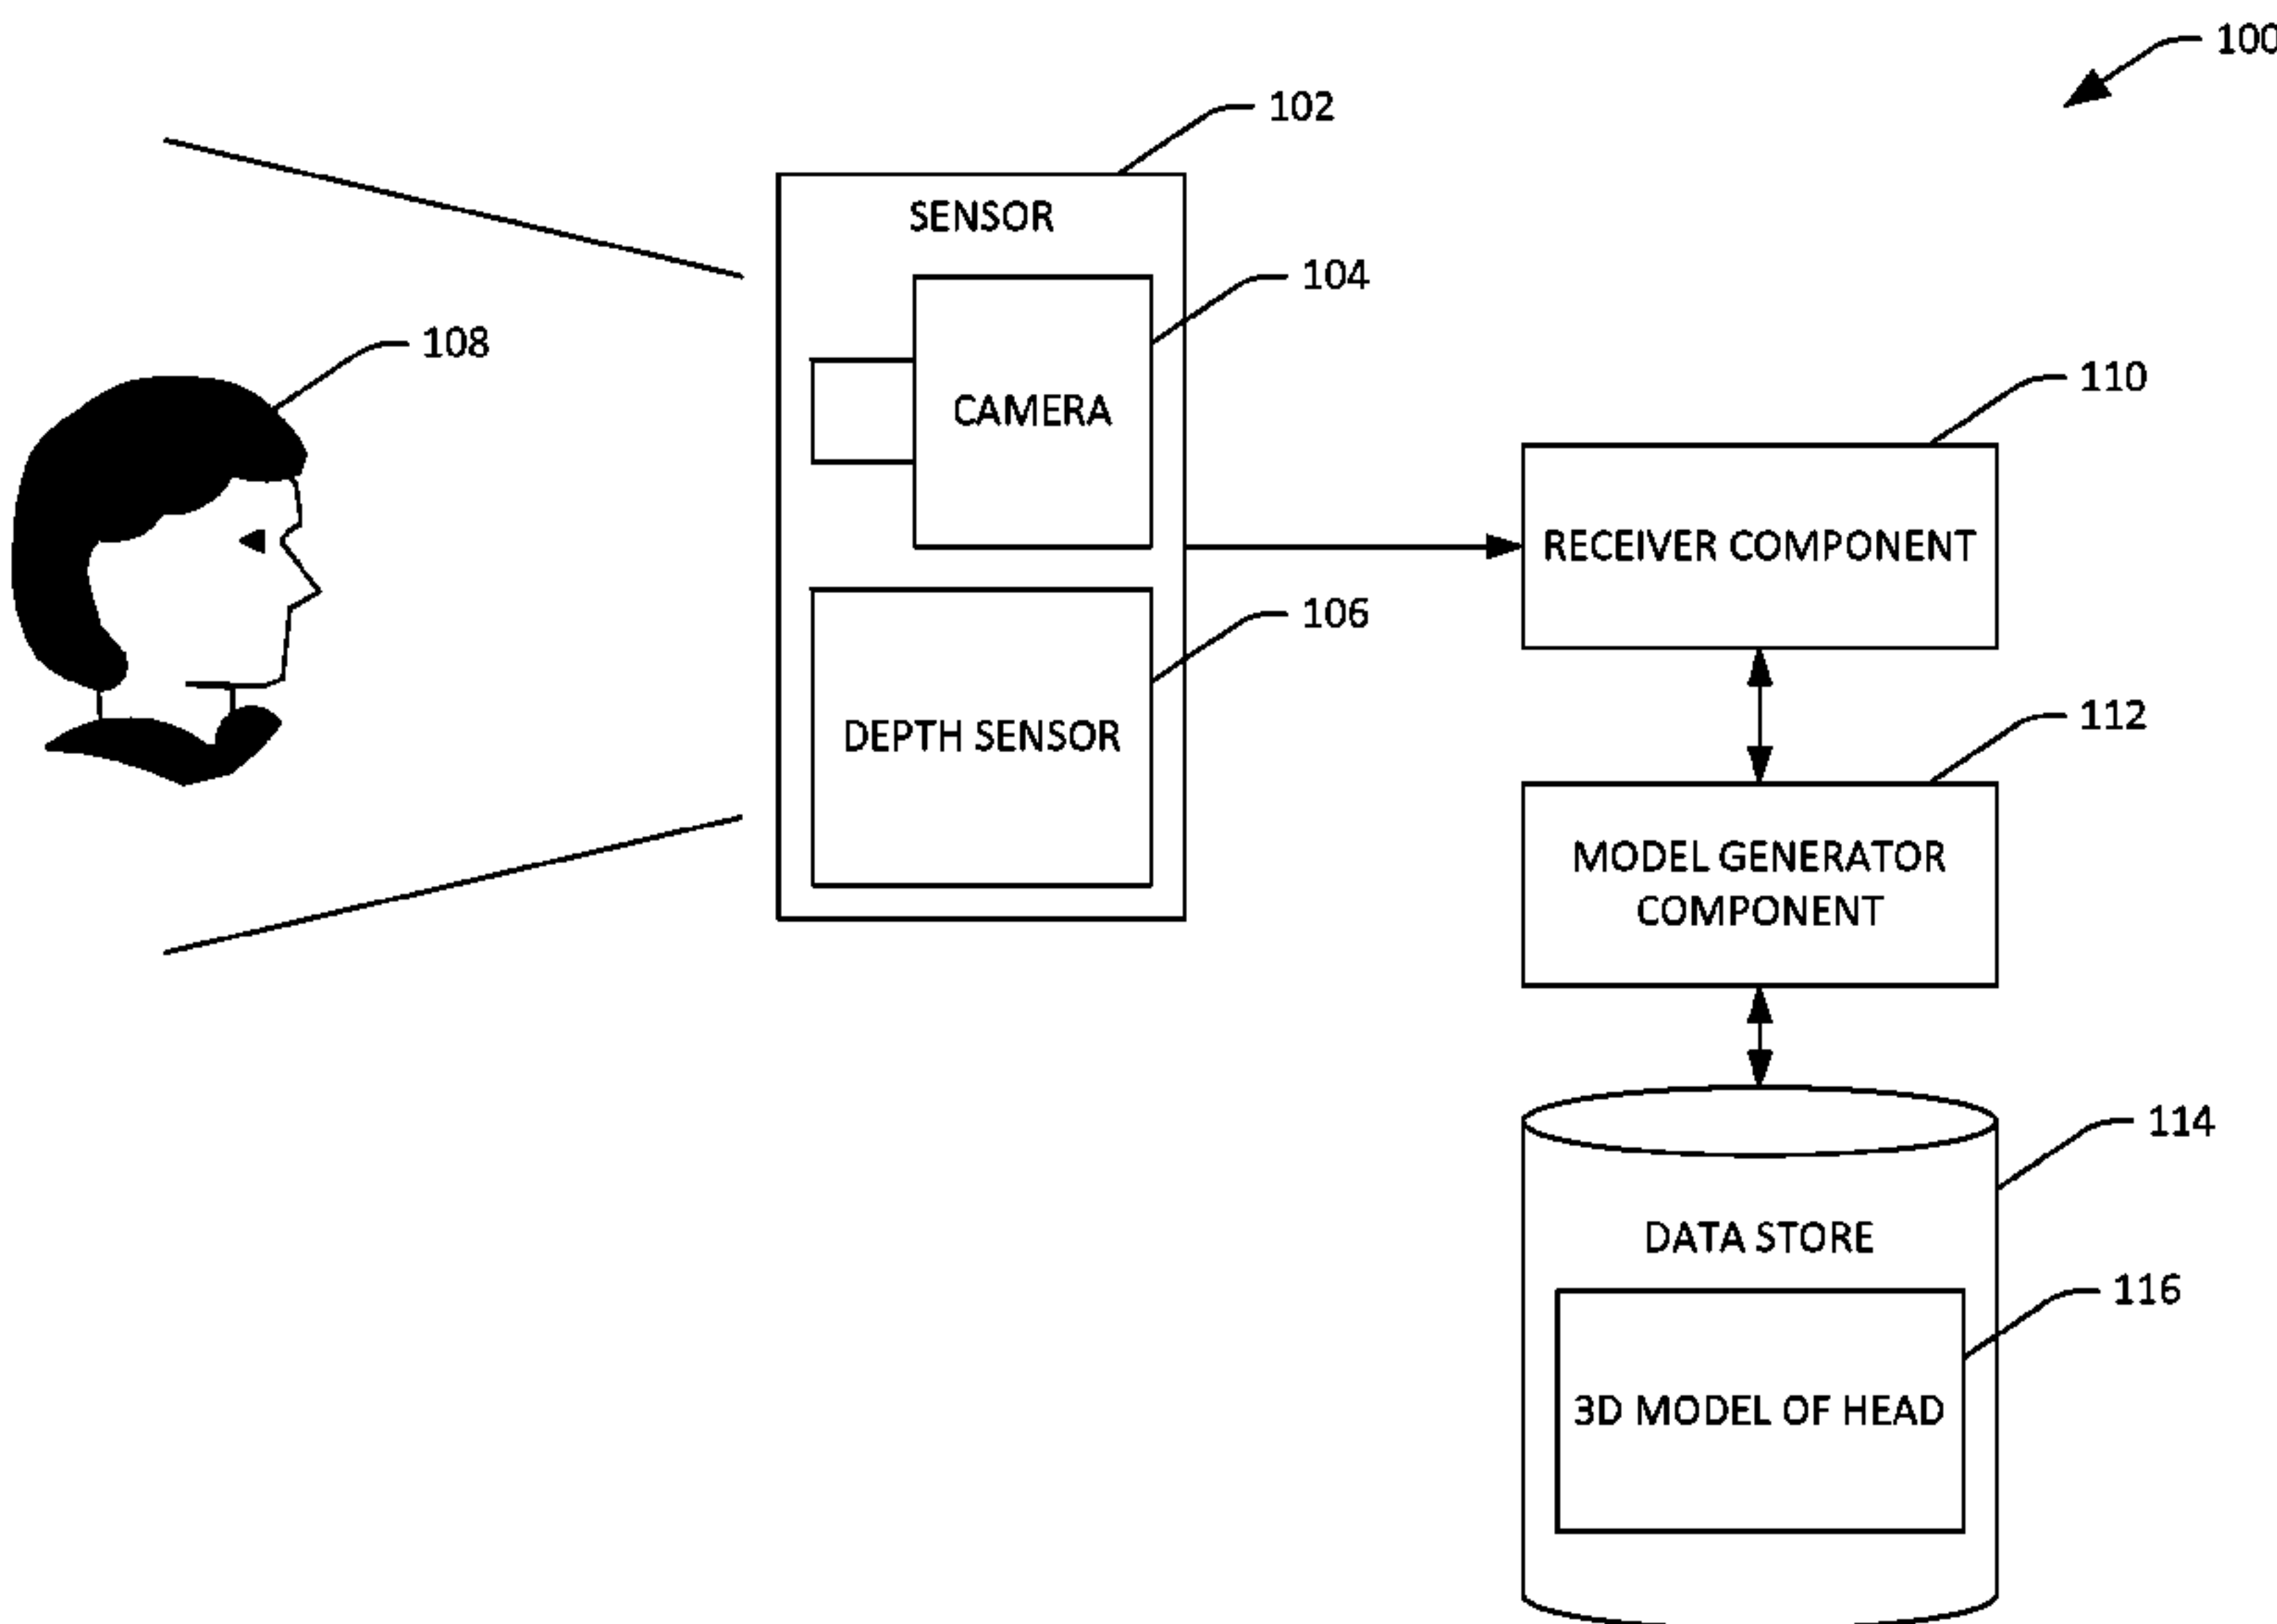 100
102
SENSOR
104
108
CAMERA
110
RECEIVER COMPONENT
106
DEPTH SENSOR
112
MODEL GENERATOR
COMPONENT
114
DATA STORE
116
3D MODEL OF HEAD